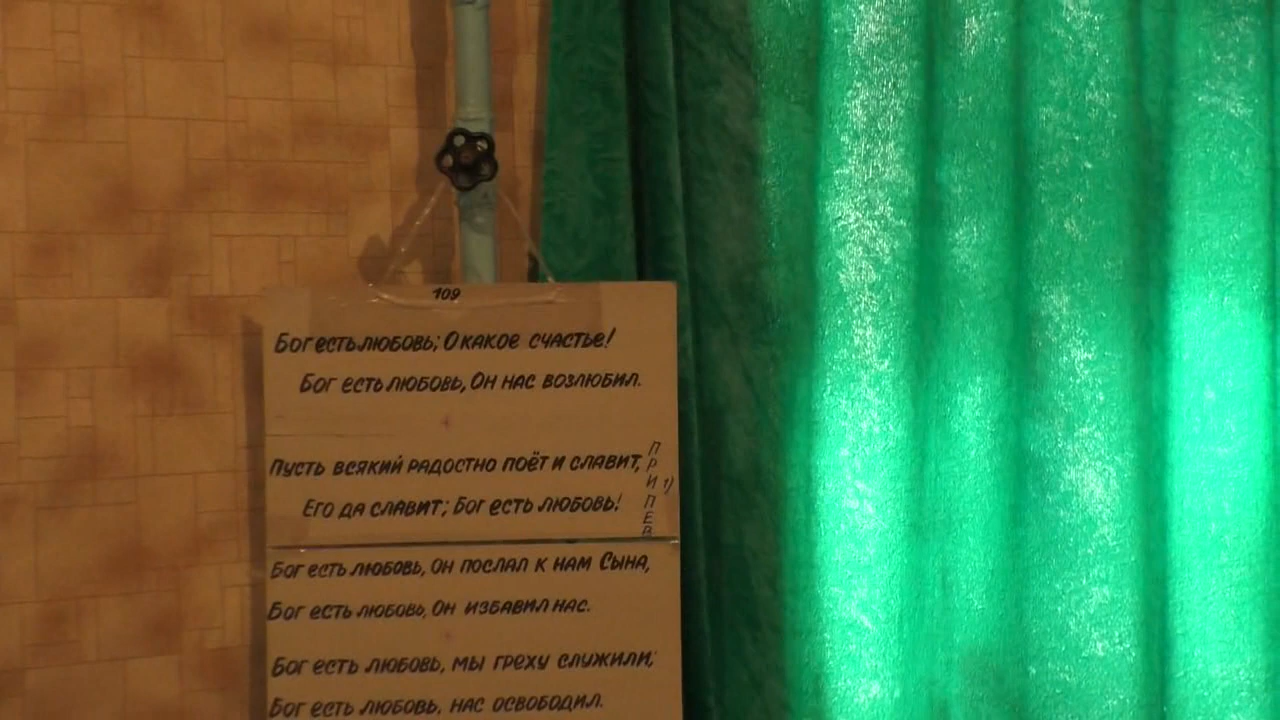 109
Бог есть любовь; О какое счастье!
Бог есть любовь, Он нас возлюбил.
Пусть всякий радостно поёт и славит,
Его да славит; Бог есть любовь!
ПРИПЕВ 1)
Бог есть любовь, Он послал к нам Сына,
Бог есть любовь, Он избавил нас.
Бог есть любовь, мы греху служили;
Бог есть любовь, нас освободил.